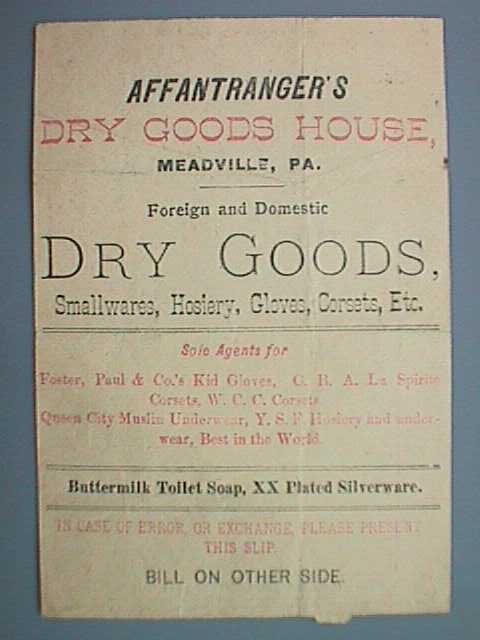 AFFANTRANGER'S
DRY GOODS HOUSE,
MEADVILLE, PA.
Foreign and Domestic
DRY GOODS,
Smallwares, Hosiery, Gloves, Corsets, Etc.
Sole Agents for
Foster, Paul & Co.'s Kid Gloves, C. B. A. La Spirite
Corsets, W. C. C. Corsets
Queen City Muslin Underwear, Y. S. F. Hosiery and under-
wear, Best in the World.
Buttermilk Toilet Soap, XX Plated Silverware.
IN CASE OF ERROR, OR EXCHANGE, PLEASE PRESENT
THIS SLIP.
BILL ON OTHER SIDE.